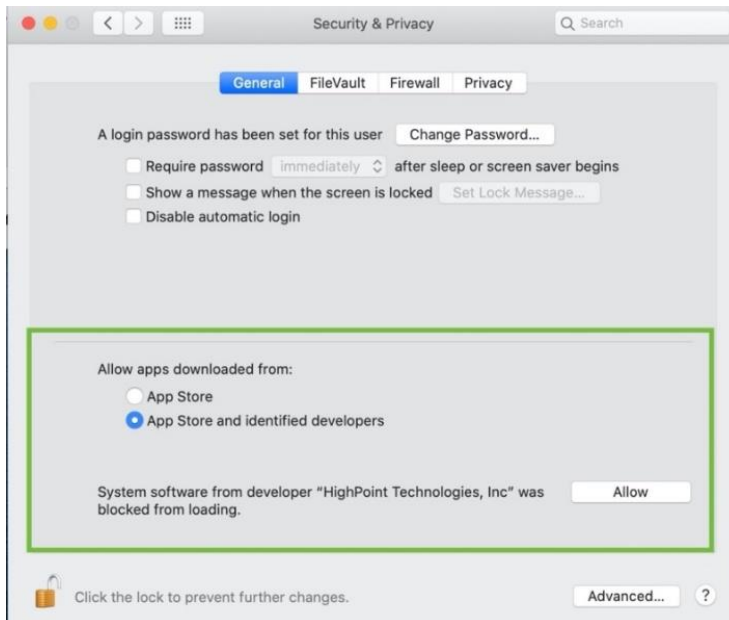 Security & Privacy
Search
General
FileVault
Firewall
Privacy
A login password has been set for this user
Change Password...
Require password immediately after sleep or screen saver begins
Show a message when the screen is locked
Set Lock Message...
Disable automatic login
Allow apps downloaded from:
App Store
App Store and identified developers
System software from developer “HighPoint Technologies, Inc” was
blocked from loading.
Allow
Click the lock to prevent further changes.
Advanced...
?